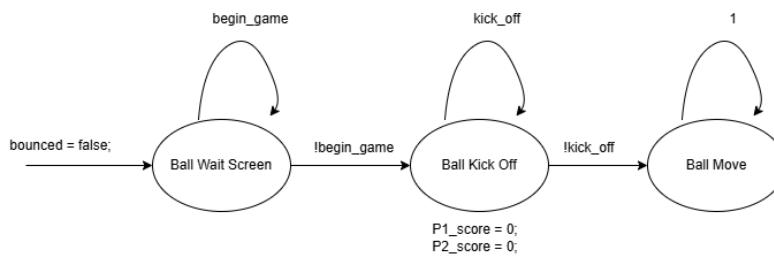 begin_game
kick_off
1
bounced = false;
Ball Wait Screen
!begin_game
Ball Kick Off
!kick_off
Ball Move
P1_score = 0;
P2_score = 0;